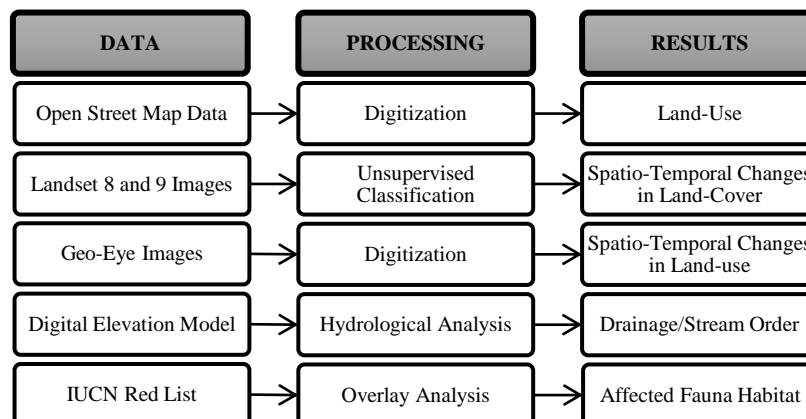 DATA PROCESSING RESULTS
Open Street Map Data Digitization Land-Use
Landset 8 and 9 Images Unsupervised Classification Spatio-Temporal Changes in Land-Cover
Geo-Eye Images Digitization Spatio-Temporal Changes in Land-use
Digital Elevation Model Hydrological Analysis Drainage/Stream Order
IUCN Red List Overlay Analysis Affected Fauna Habitat